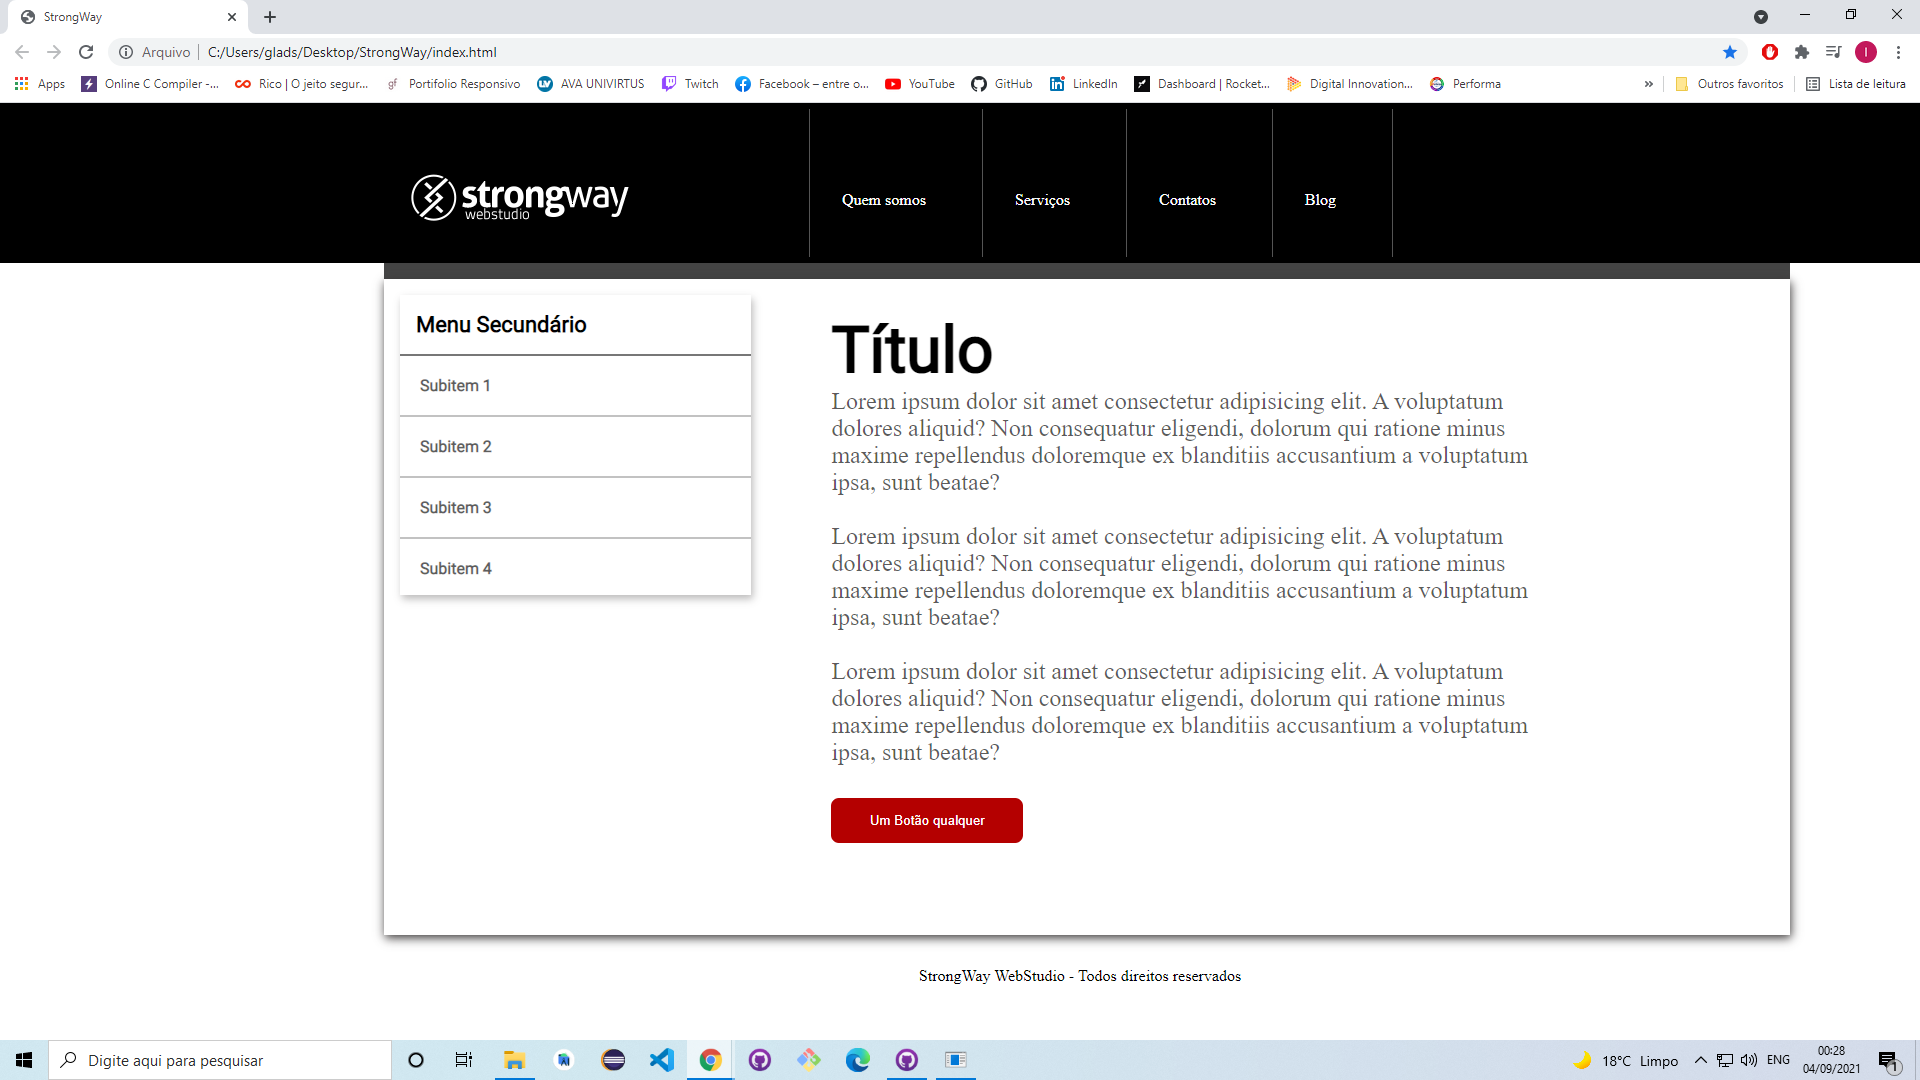 StrongWay
Arquivo C:/Users/glads/Desktop/StrongWay/index.html
Apps Online C Compiler -... Rico | O jeito segur... gf Portifolio Responsivo AVA UNIVIRTUS Twitch Facebook – entre o... YouTube GitHub LinkedIn Dashboard | Rocket... Digital Innovation... Performa » Outros favoritos Lista de leitura
strongway
webstudio
Quem somos Serviços Contatos Blog
Menu Secundário
Subitem 1
Subitem 2
Subitem 3
Subitem 4
Título
Lorem ipsum dolor sit amet consectetur adipisicing elit. A voluptatum
dolores aliquid? Non consequatur eligendi, dolorum qui ratione minus
maxime repellendus doloremque ex blanditiis accusantium a voluptatum
ipsa, sunt beatae?
Lorem ipsum dolor sit amet consectetur adipisicing elit. A voluptatum
dolores aliquid? Non consequatur eligendi, dolorum qui ratione minus
maxime repellendus doloremque ex blanditiis accusantium a voluptatum
ipsa, sunt beatae?
Lorem ipsum dolor sit amet consectetur adipisicing elit. A voluptatum
dolores aliquid? Non consequatur eligendi, dolorum qui ratione minus
maxime repellendus doloremque ex blanditiis accusantium a voluptatum
ipsa, sunt beatae?
Um Botão qualquer
StrongWay WebStudio - Todos direitos reservados
Digite aqui para pesquisar
18°C Limpo ENG
00:28
04/09/2021
1